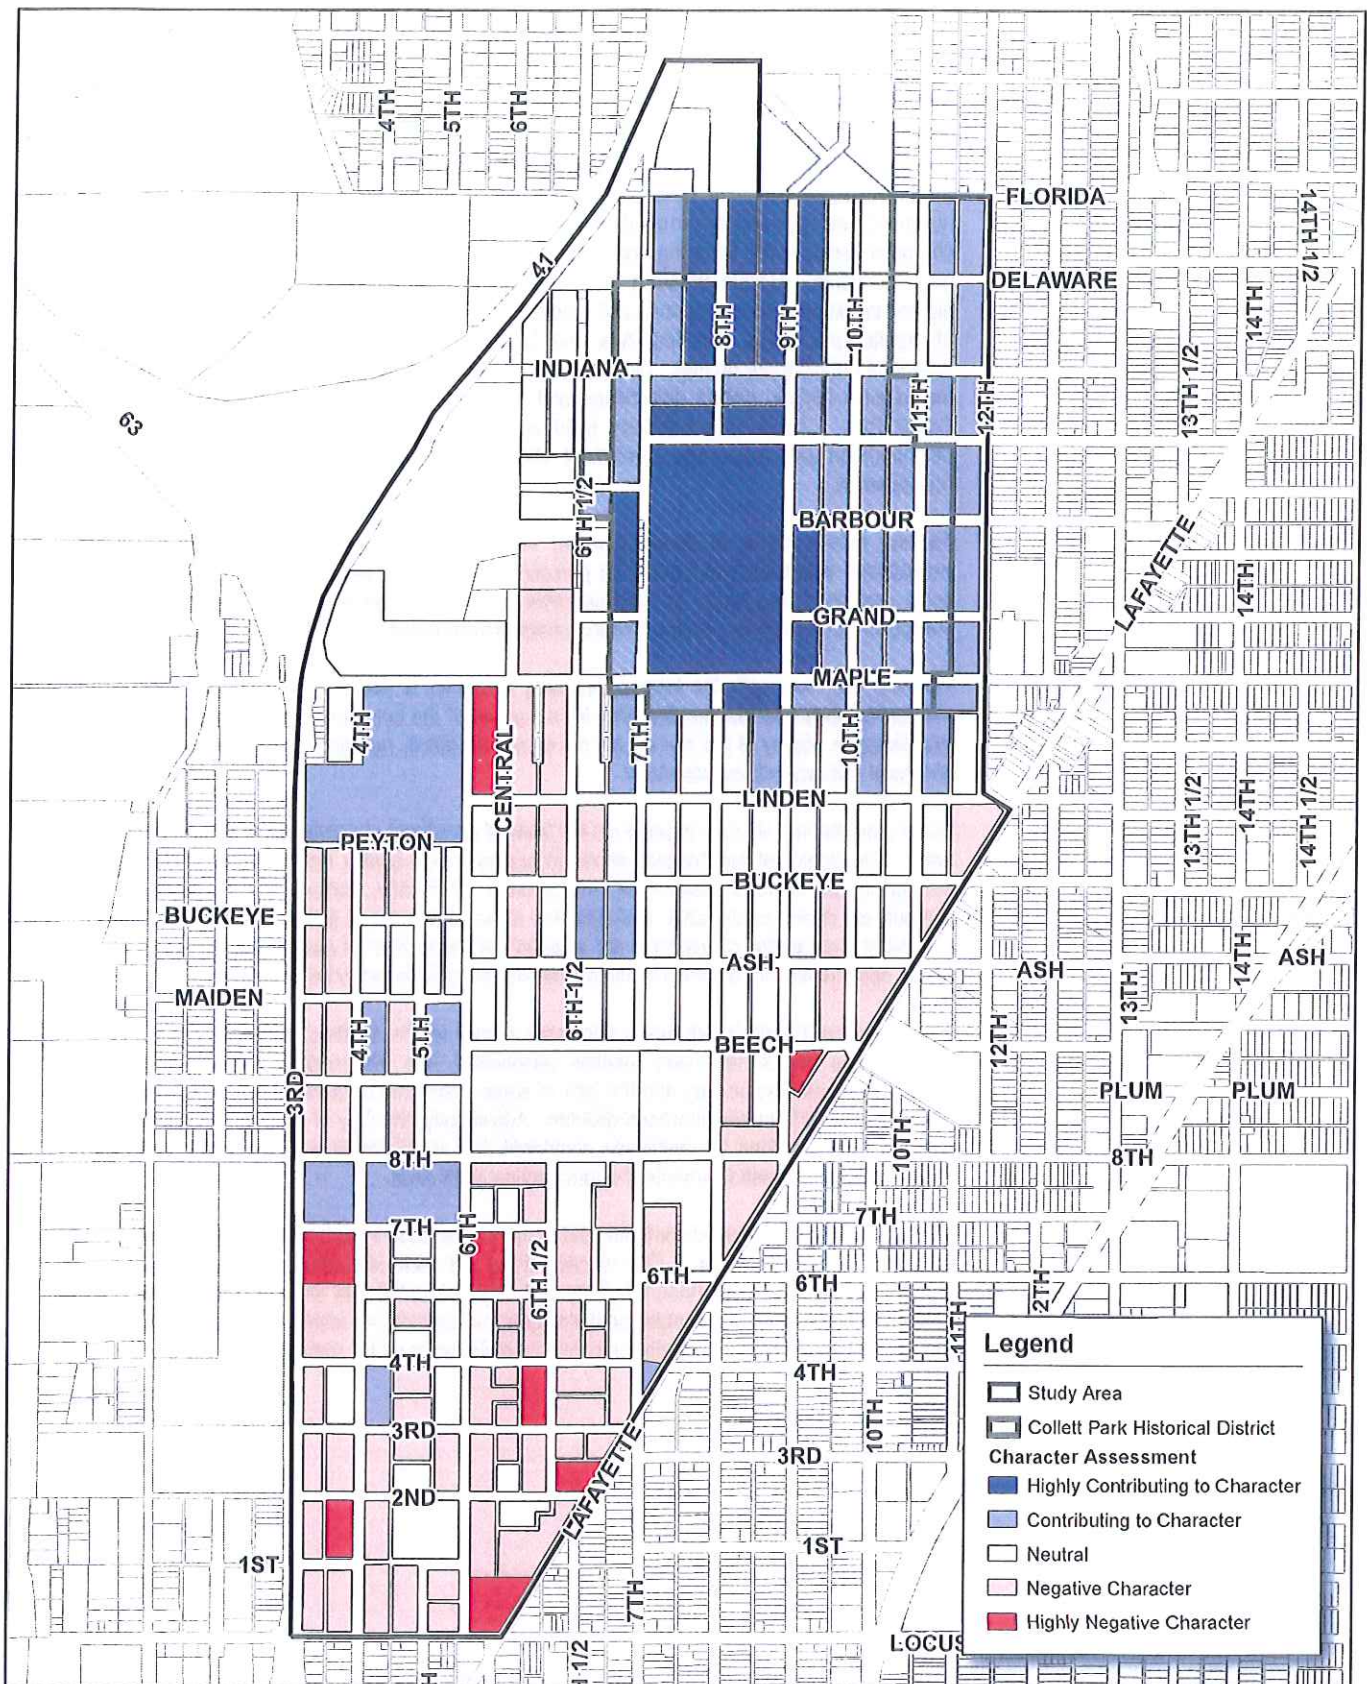 4TH
5TH
6TH
FLORIDA
14TH 1/2
41
DELAWARE
14TH
8TH
9TH
10TH
13TH 1/2
INDIANA
11TH
12TH
63
6TH 1/2
BARBOUR
LAFAYETTE
14TH
GRAND
MAPLE
4TH
CENTRAL
7TH
10TH
LINDEN
13TH 1/2
14TH
14TH 1/2
PEYTON
BUCKEYE
BUCKEYE
ASH
ASH
14TH
ASH
MAIDEN
6TH 1/2
13TH
4TH
5TH
BEECH
12TH
3RD
PLUM
PLUM
10TH
8TH
8TH
7TH
6TH
7TH
6TH 1/2
6TH
6TH
2TH
11TH
4TH
4TH
10TH
3RD
LAFAYETTE
3RD
2ND
1ST
1ST
7TH
LOCUS
1/2
H
Legend
Study Area
Collett Park Historical District
Character Assessment
Highly Contributing to Character
Contributing to Character
Neutral
Negative Character
Highly Negative Character